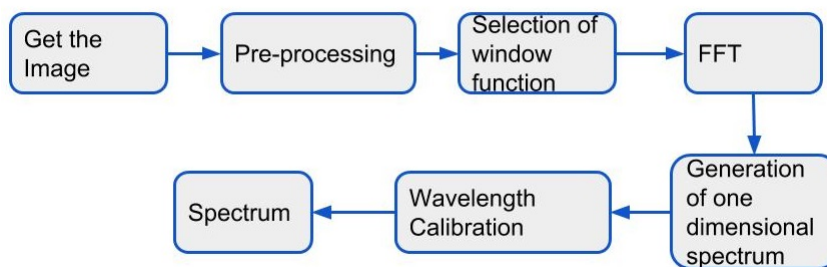 Get the
Image
Pre-processing
Selection of
window
function
FFT
Generation
of one
dimensional
spectrum
Wavelength
Calibration
Spectrum